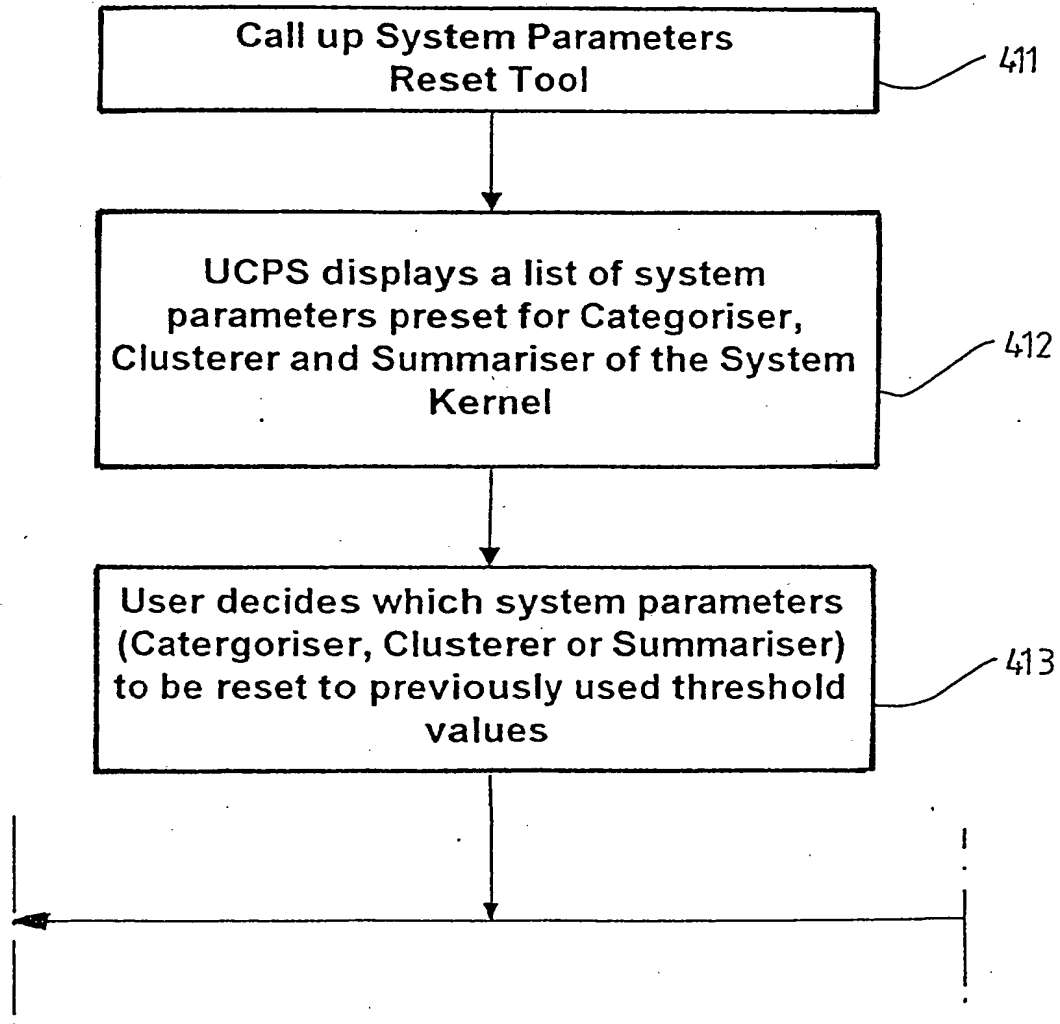 Call up System Parameters
Reset Tool
411
UCPS displays a list of system
parameters preset for Categoriser,
Clusterer and Summariser of the System
Kernel
412
User decides which system parameters
(Catergoriser, Clusterer or Summariser)
to be reset to previously used threshold
values
413